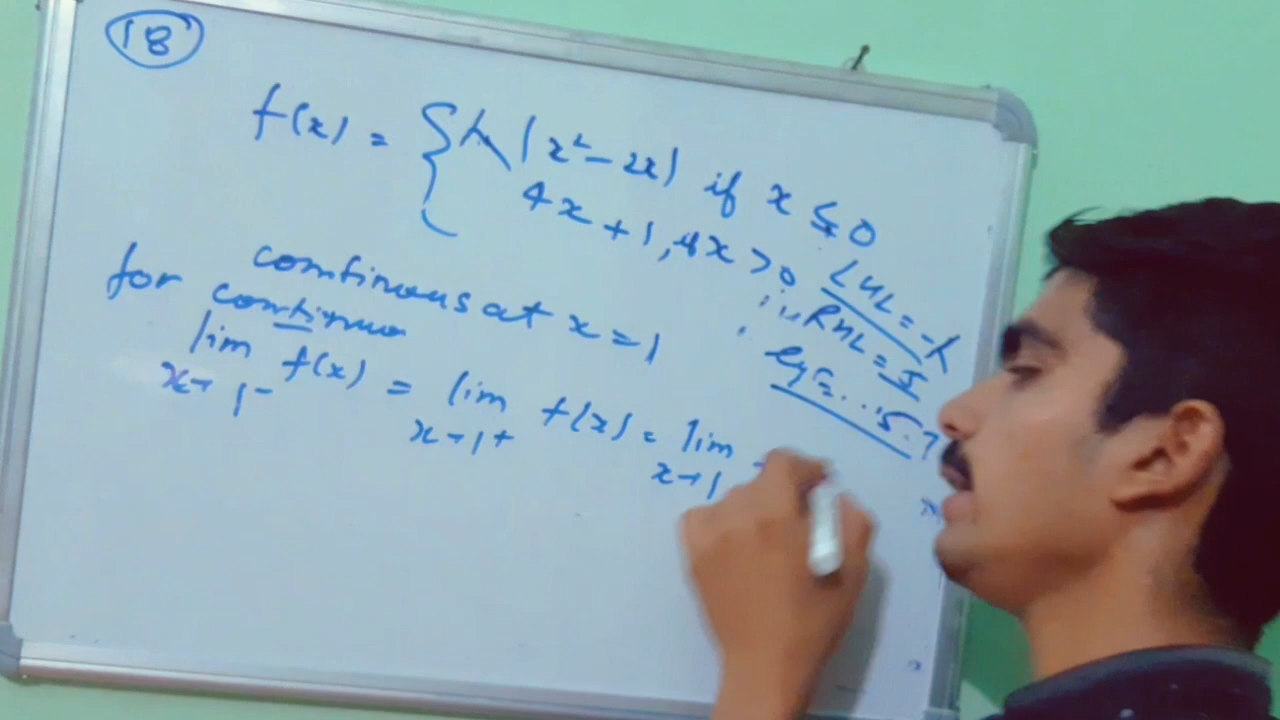 18
f(x) = { λ (x² - 2x) if x ≤ 0
4x + 1, if x > 0
continuous at x = 1
for continuo
lim x→1⁻ f(x) = lim x→1⁺ f(x) = lim x→1
LHL = -λ
RHL = 5